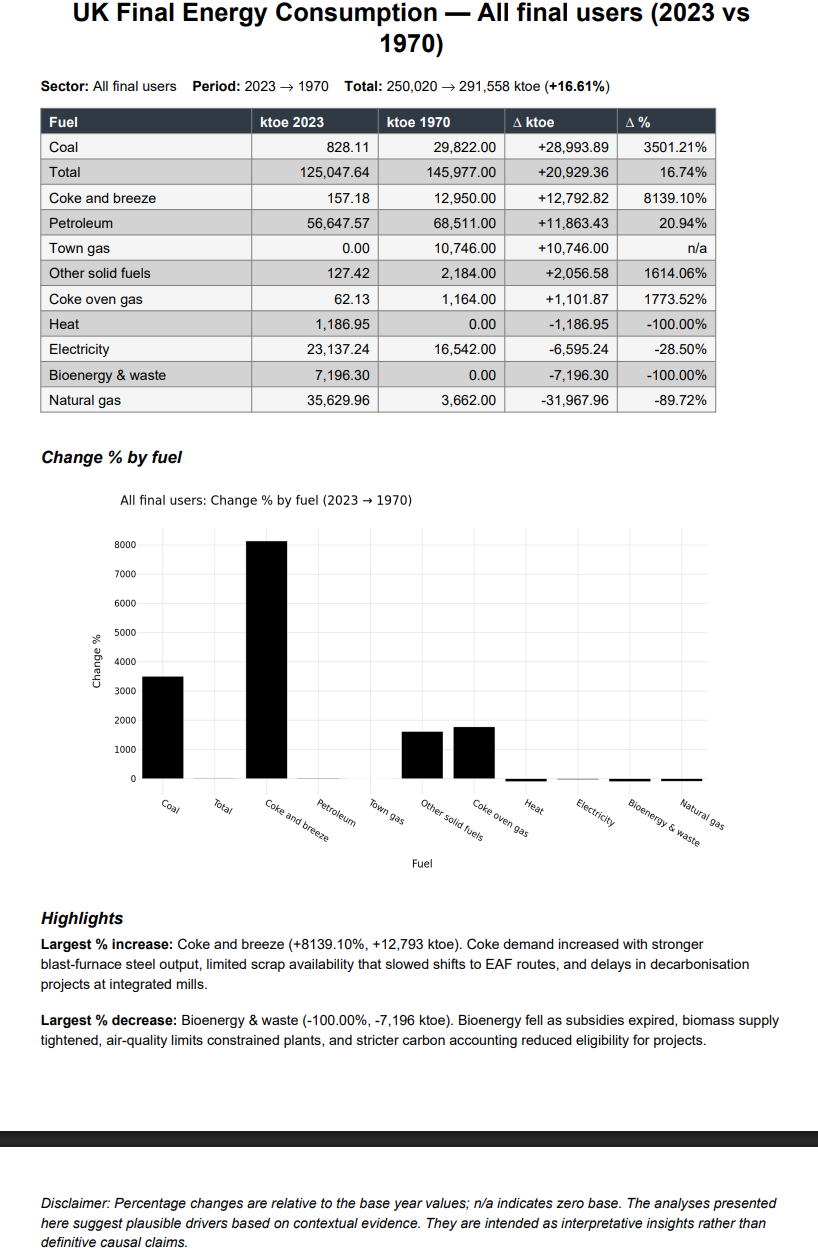 UK Final Energy Consumption — All final users (2023 vs
1970)
Sector: All final users Period: 2023 → 1970 Total: 250,020 → 291,558 ktoe (+16.61%)
Fuel ktoe 2023 ktoe 1970 Δ ktoe Δ %
Coal 828.11 29,822.00 +28,993.89 3501.21%
Total 125,047.64 145,977.00 +20,929.36 16.74%
Coke and breeze 157.18 12,950.00 +12,792.82 8139.10%
Petroleum 56,647.57 68,511.00 +11,863.43 20.94%
Town gas 0.00 10,746.00 +10,746.00 n/a
Other solid fuels 127.42 2,184.00 +2,056.58 1614.06%
Coke oven gas 62.13 1,164.00 +1,101.87 1773.52%
Heat 1,186.95 0.00 -1,186.95 -100.00%
Electricity 23,137.24 16,542.00 -6,595.24 -28.50%
Bioenergy & waste 7,196.30 0.00 -7,196.30 -100.00%
Natural gas 35,629.96 3,662.00 -31,967.96 -89.72%
Change % by fuel
All final users: Change % by fuel (2023 → 1970)
Change %
8000
7000
6000
5000
4000
3000
2000
1000
0
Coal
Total
Coke and breeze
Petroleum
Town gas
Other solid fuels
Coke oven gas
Heat
Electricity
Bioenergy & waste
Natural gas
Fuel
Highlights
Largest % increase: Coke and breeze (+8139.10%, +12,793 ktoe). Coke demand increased with stronger
blast-furnace steel output, limited scrap availability that slowed shifts to EAF routes, and delays in decarbonisation
projects at integrated mills.
Largest % decrease: Bioenergy & waste (-100.00%, -7,196 ktoe). Bioenergy fell as subsidies expired, biomass supply
tightened, air-quality limits constrained plants, and stricter carbon accounting reduced eligibility for projects.
Disclaimer: Percentage changes are relative to the base year values; n/a indicates zero base. The analyses presented
here suggest plausible drivers based on contextual evidence. They are intended as interpretative insights rather than
definitive causal claims.